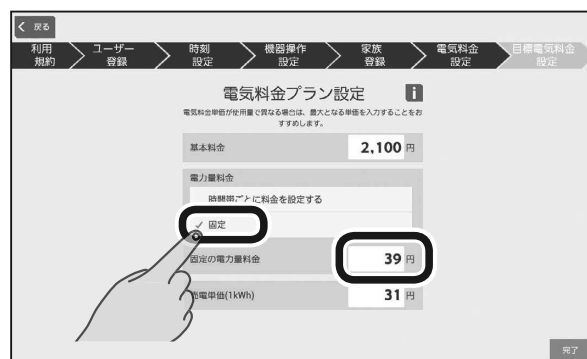 戻る
利用規約
ユーザー登録
時刻設定
機器操作設定
家族登録
電気料金設定
目標電気料金設定
電気料金プラン設定 i
電気料金単価が使用量で異なる場合は、最大となる単価を入力することをお
すすめします。
基本料金 2,100 円
電力量料金
時間帯ごとに料金を設定する
✓ 固定
固定の電力量料金 39 円
売電単価(1kWh) 31 円
完了